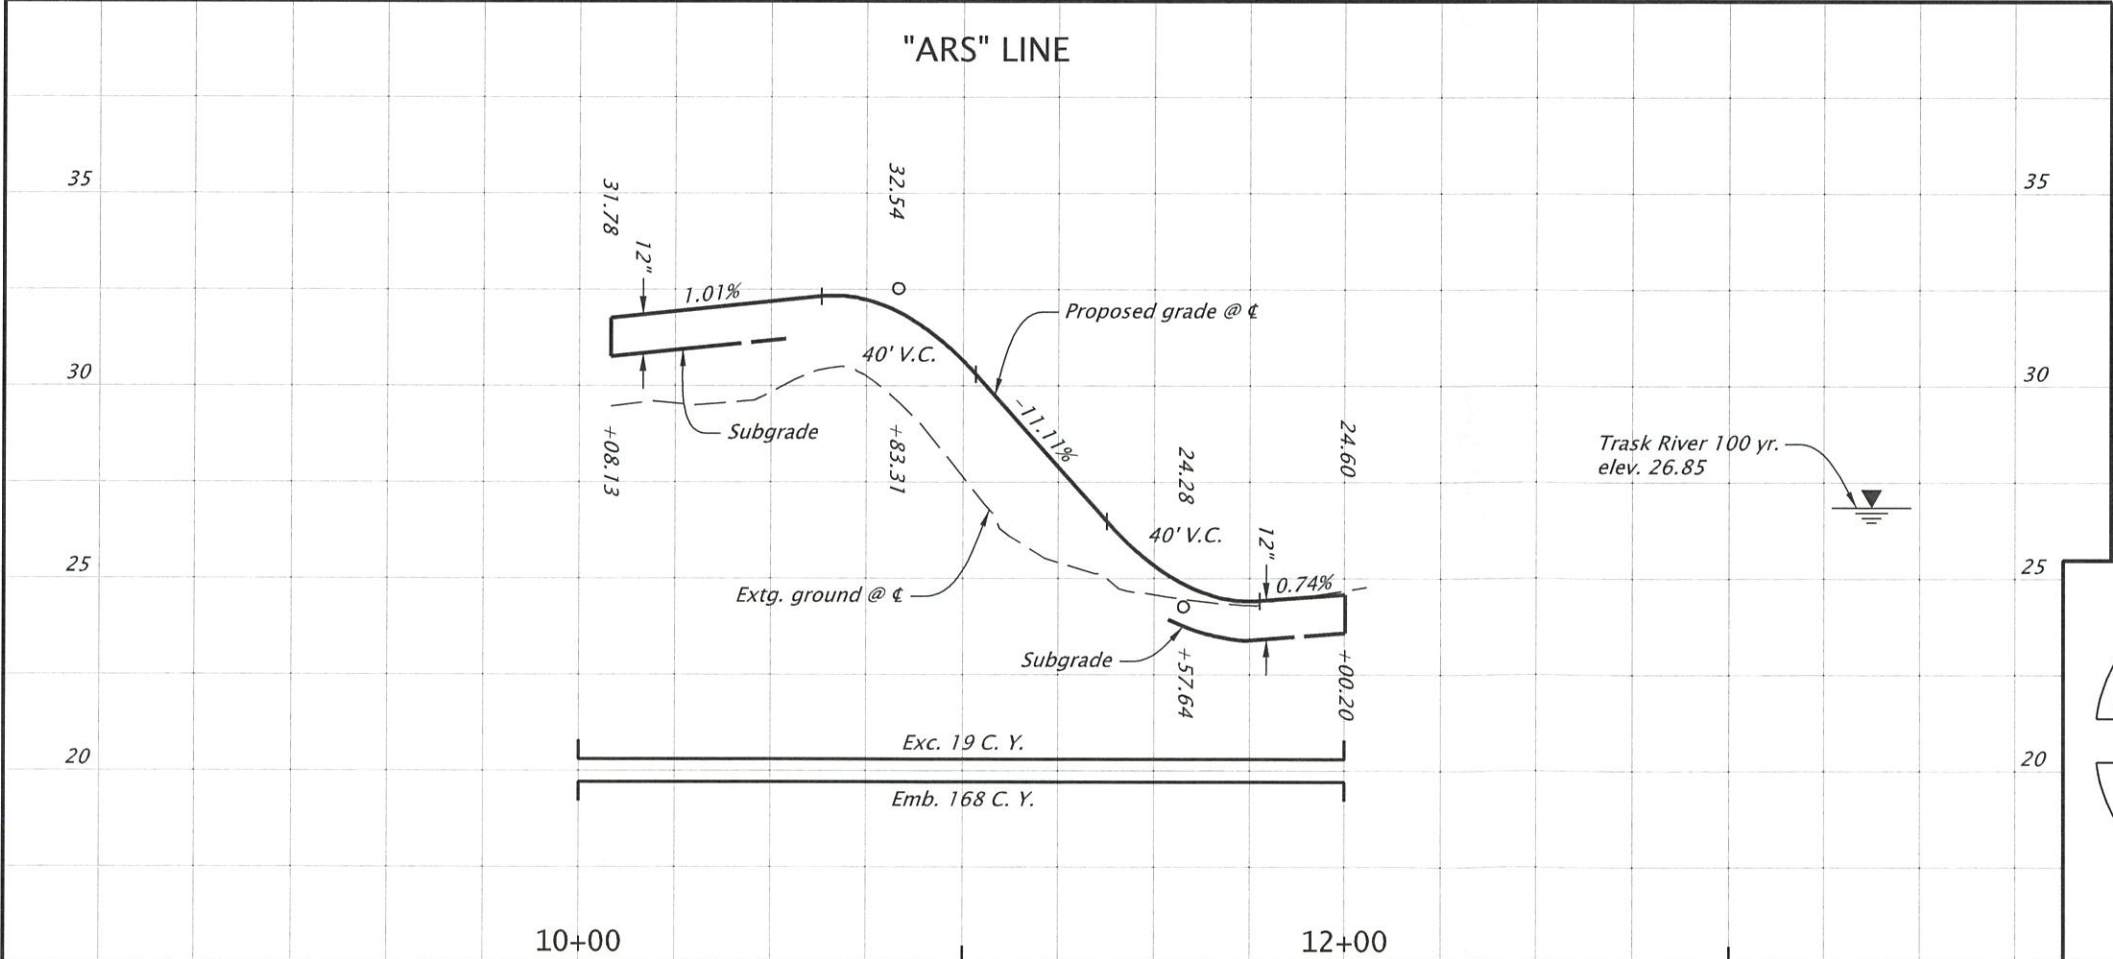 "ARS" LINE
35
31.78
32.54
35
12"
1.01%
Proposed grade @ ℄
40' V.C.
30
30
-11.11%
Subgrade
+08.13
+83.31
24.28
24.60
Trask River 100 yr.
elev. 26.85
40' V.C.
12"
25
25
0.74%
Extg. ground @ ℄
Subgrade
+57.64
+00.20
Exc. 19 C. Y.
20
20
Emb. 168 C. Y.
10+00
12+00